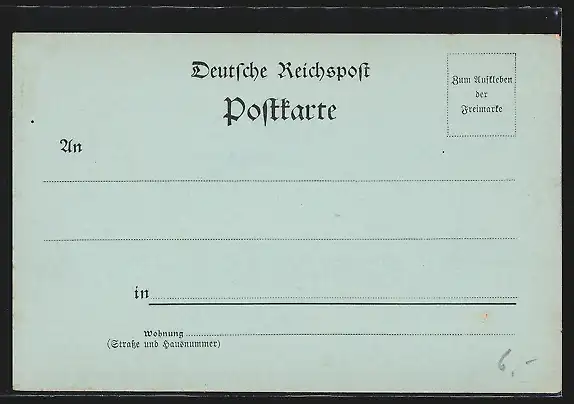 Deutsche Reichspost
Postkarte
Zum Aufkleben
der
Freimarke
An
in
Wohnung
(Straße und Hausnummer)
6,-